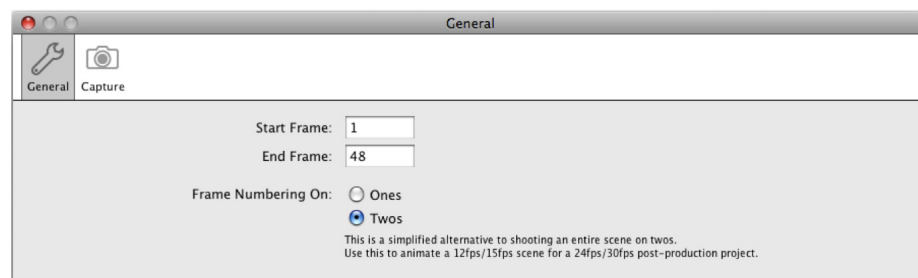 General
General Capture
Start Frame: 1
End Frame: 48
Frame Numbering On: Ones
Twos
This is a simplified alternative to shooting an entire scene on twos.
Use this to animate a 12fps/15fps scene for a 24fps/30fps post-production project.